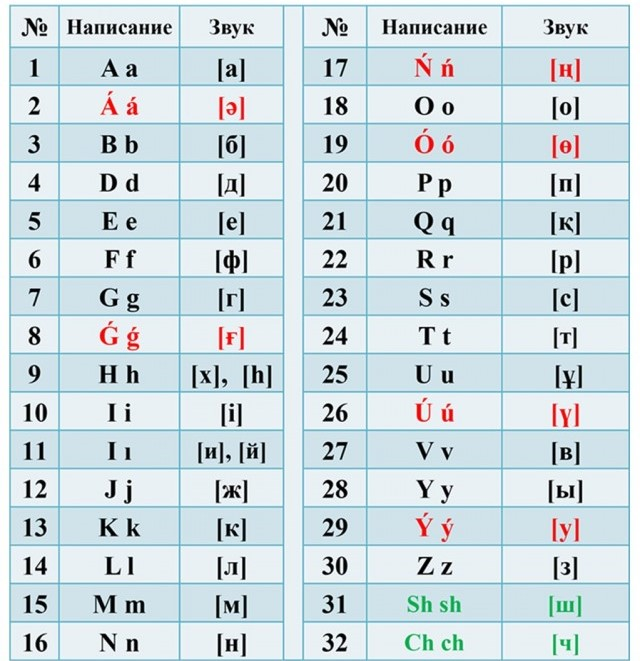 № Написание Звук № Написание Звук
1 A a [а] 17 Ń ń [ң]
2 Á á [ə] 18 O o [о]
3 B b [б] 19 Ó ó [ө]
4 D d [д] 20 P p [п]
5 E e [е] 21 Q q [қ]
6 F f [ф] 22 R r [р]
7 G g [г] 23 S s [с]
8 Ǵ ǵ [ғ] 24 T t [т]
9 H h [х], [h] 25 U u [ұ]
10 I i [і] 26 Ú ú [ү]
11 I ı [и], [й] 27 V v [в]
12 J j [ж] 28 Y y [ы]
13 K k [к] 29 Ý ý [у]
14 L l [л] 30 Z z [з]
15 M m [м] 31 Sh sh [ш]
16 N n [н] 32 Ch ch [ч]